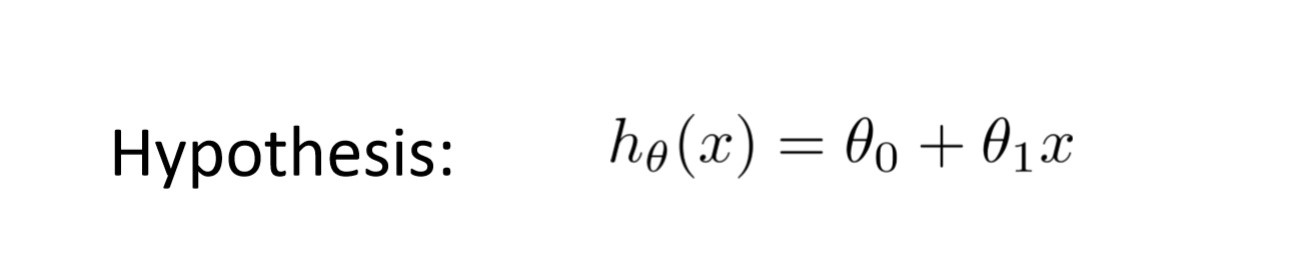 Hypothesis: hθ(x) = θ₀ + θ₁x